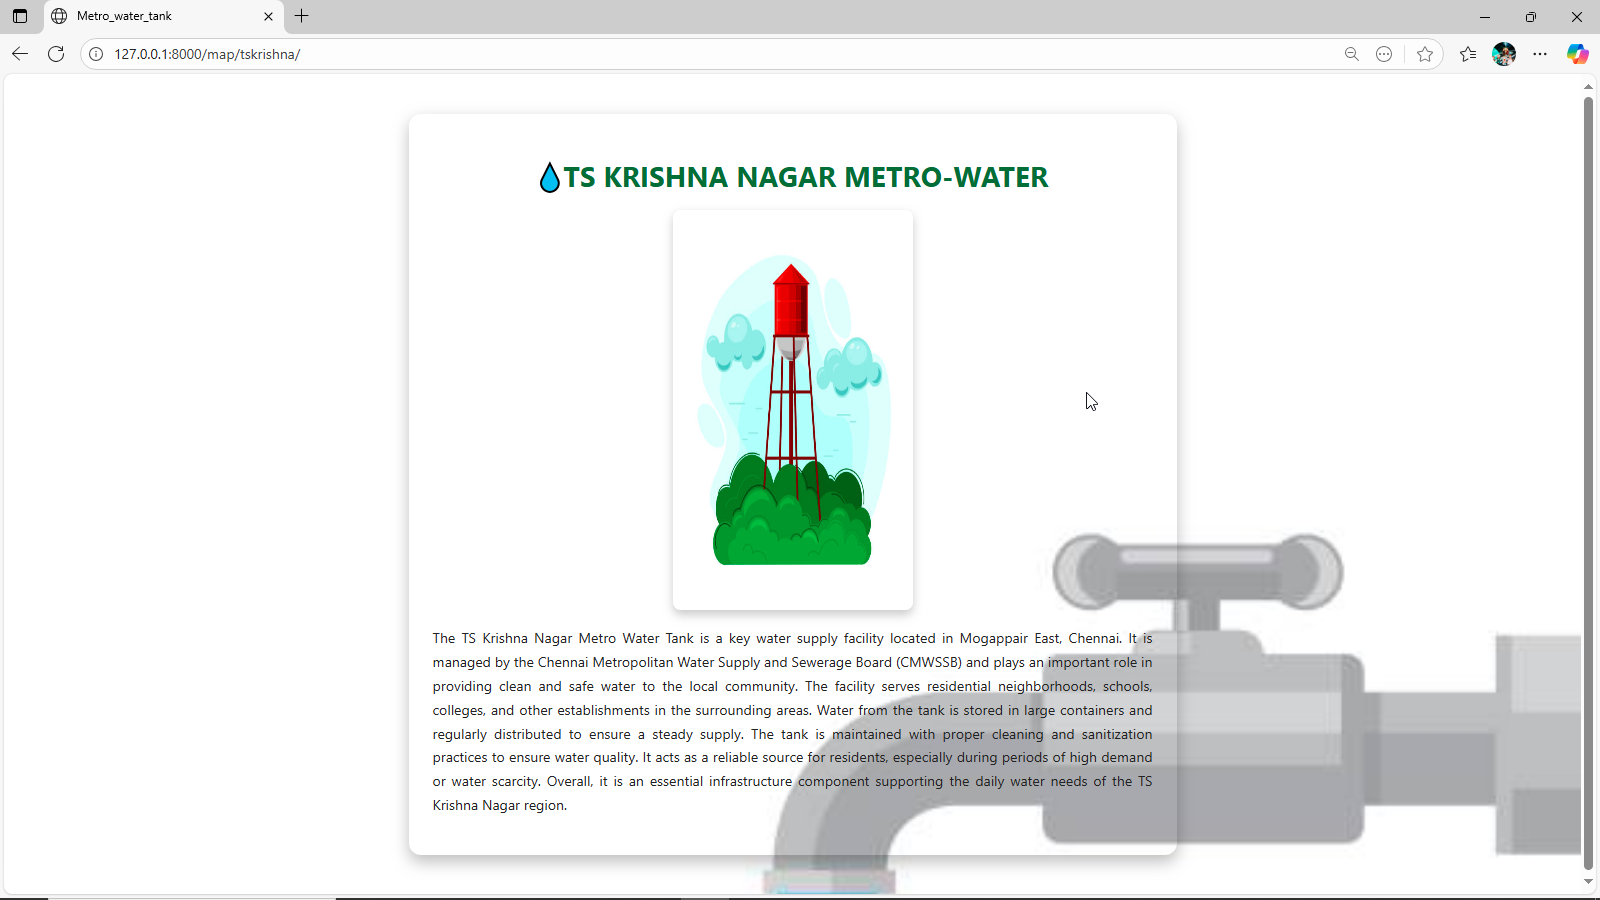 Metro_water_tank
127.0.0.1:8000/map/tskrishna/
TS KRISHNA NAGAR METRO-WATER
The TS Krishna Nagar Metro Water Tank is a key water supply facility located in Mogappair East, Chennai. It is
managed by the Chennai Metropolitan Water Supply and Sewerage Board (CMWSSB) and plays an important role in
providing clean and safe water to the local community. The facility serves residential neighborhoods, schools,
colleges, and other establishments in the surrounding areas. Water from the tank is stored in large containers and
regularly distributed to ensure a steady supply. The tank is maintained with proper cleaning and sanitization
practices to ensure water quality. It acts as a reliable source for residents, especially during periods of high demand
or water scarcity. Overall, it is an essential infrastructure component supporting the daily water needs of the TS
Krishna Nagar region.